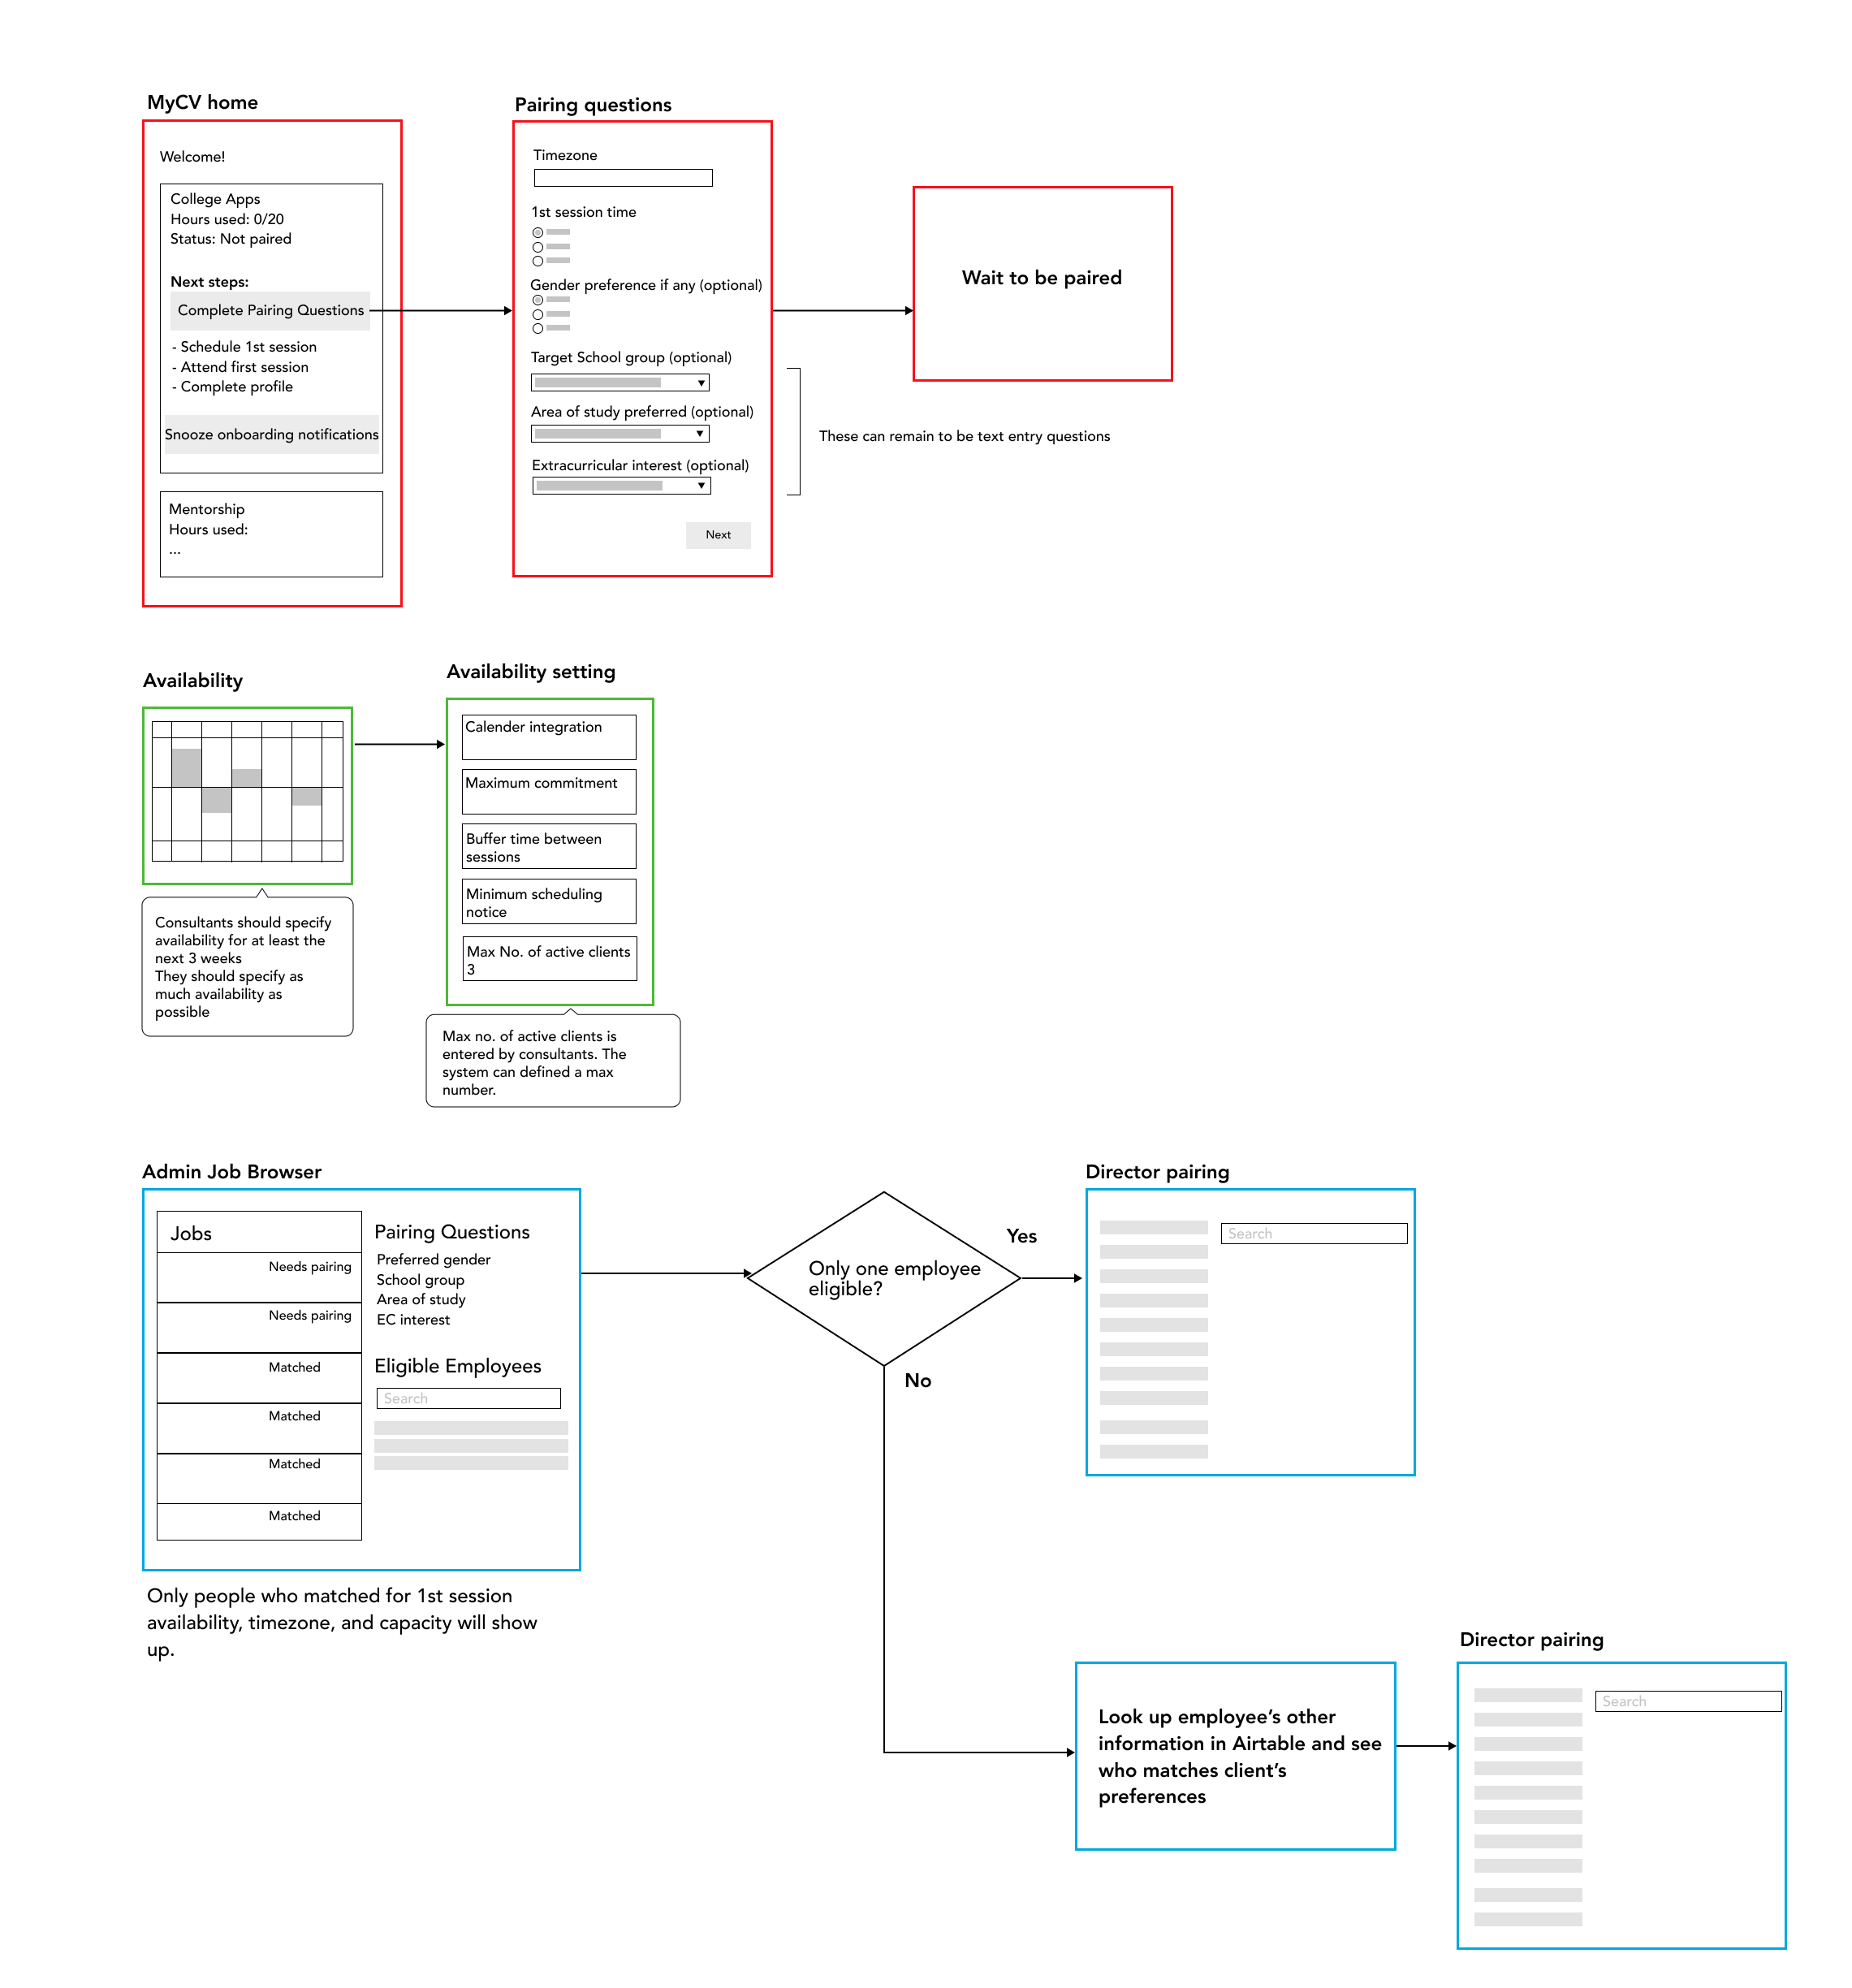 MyCV home
Welcome!
College Apps
Hours used: 0/20
Status: Not paired
Next steps:
Complete Pairing Questions
- Schedule 1st session
- Attend first session
- Complete profile
Snooze onboarding notifications
Mentorship
Hours used:
...
Pairing questions
Timezone
1st session time
Gender preference if any (optional)
Target School group (optional)
Area of study preferred (optional)
Extracurricular interest (optional)
Next
These can remain to be text entry questions
Wait to be paired
Availability
Consultants should specify
availability for at least the
next 3 weeks
They should specify as
much availability as
possible
Availability setting
Calender integration
Maximum commitment
Buffer time between
sessions
Minimum scheduling
notice
Max No. of active clients
3
Max no. of active clients is
entered by consultants. The
system can defined a max
number.
Admin Job Browser
Jobs
Needs pairing
Needs pairing
Matched
Matched
Matched
Matched
Pairing Questions
Preferred gender
School group
Area of study
EC interest
Eligible Employees
Search
Only people who matched for 1st session
availability, timezone, and capacity will show
up.
Only one employee
eligible?
Yes
No
Director pairing
Search
Look up employee’s other
information in Airtable and see
who matches client’s
preferences
Director pairing
Search